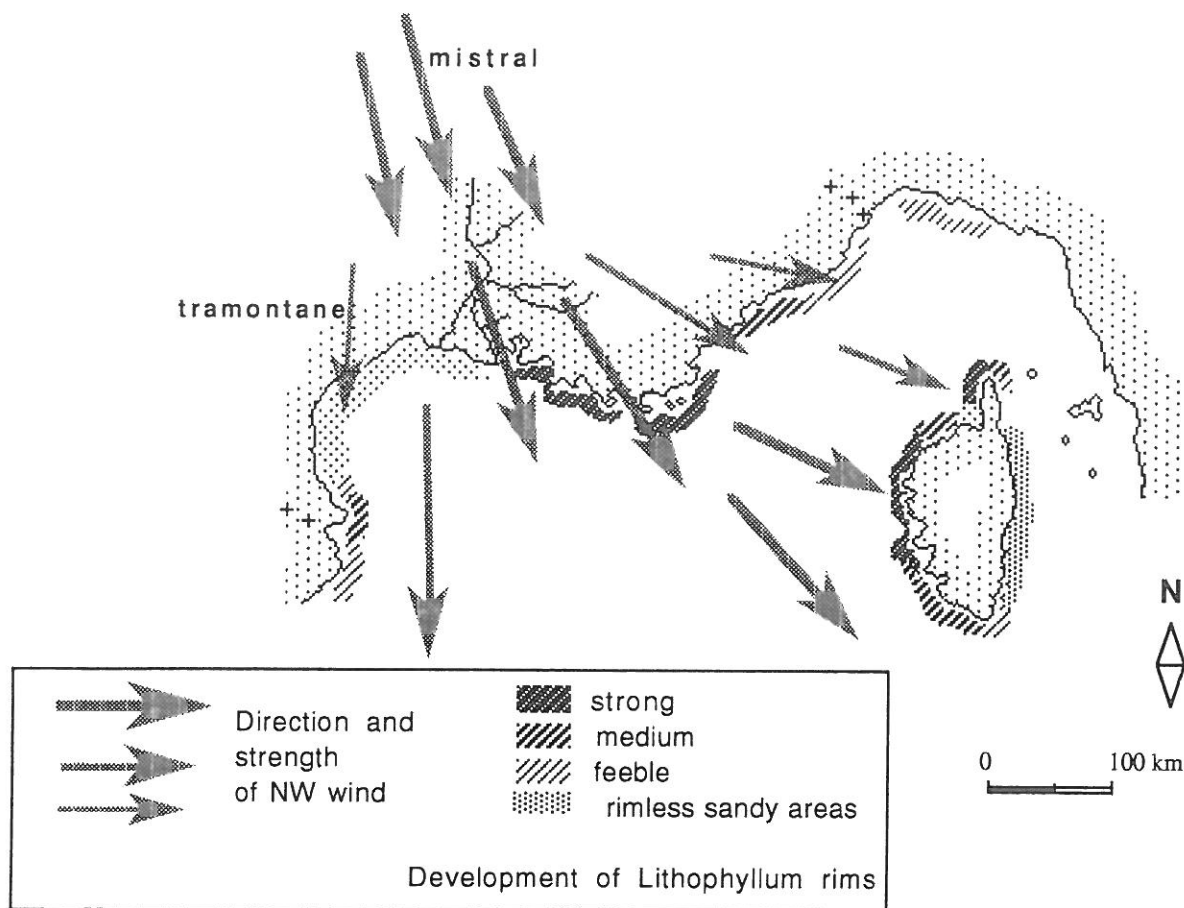 mistral
tramontane
N
Direction and
strength
of NW wind
strong
medium
feeble
rimless sandy areas
0 100 km
Development of Lithophyllum rims